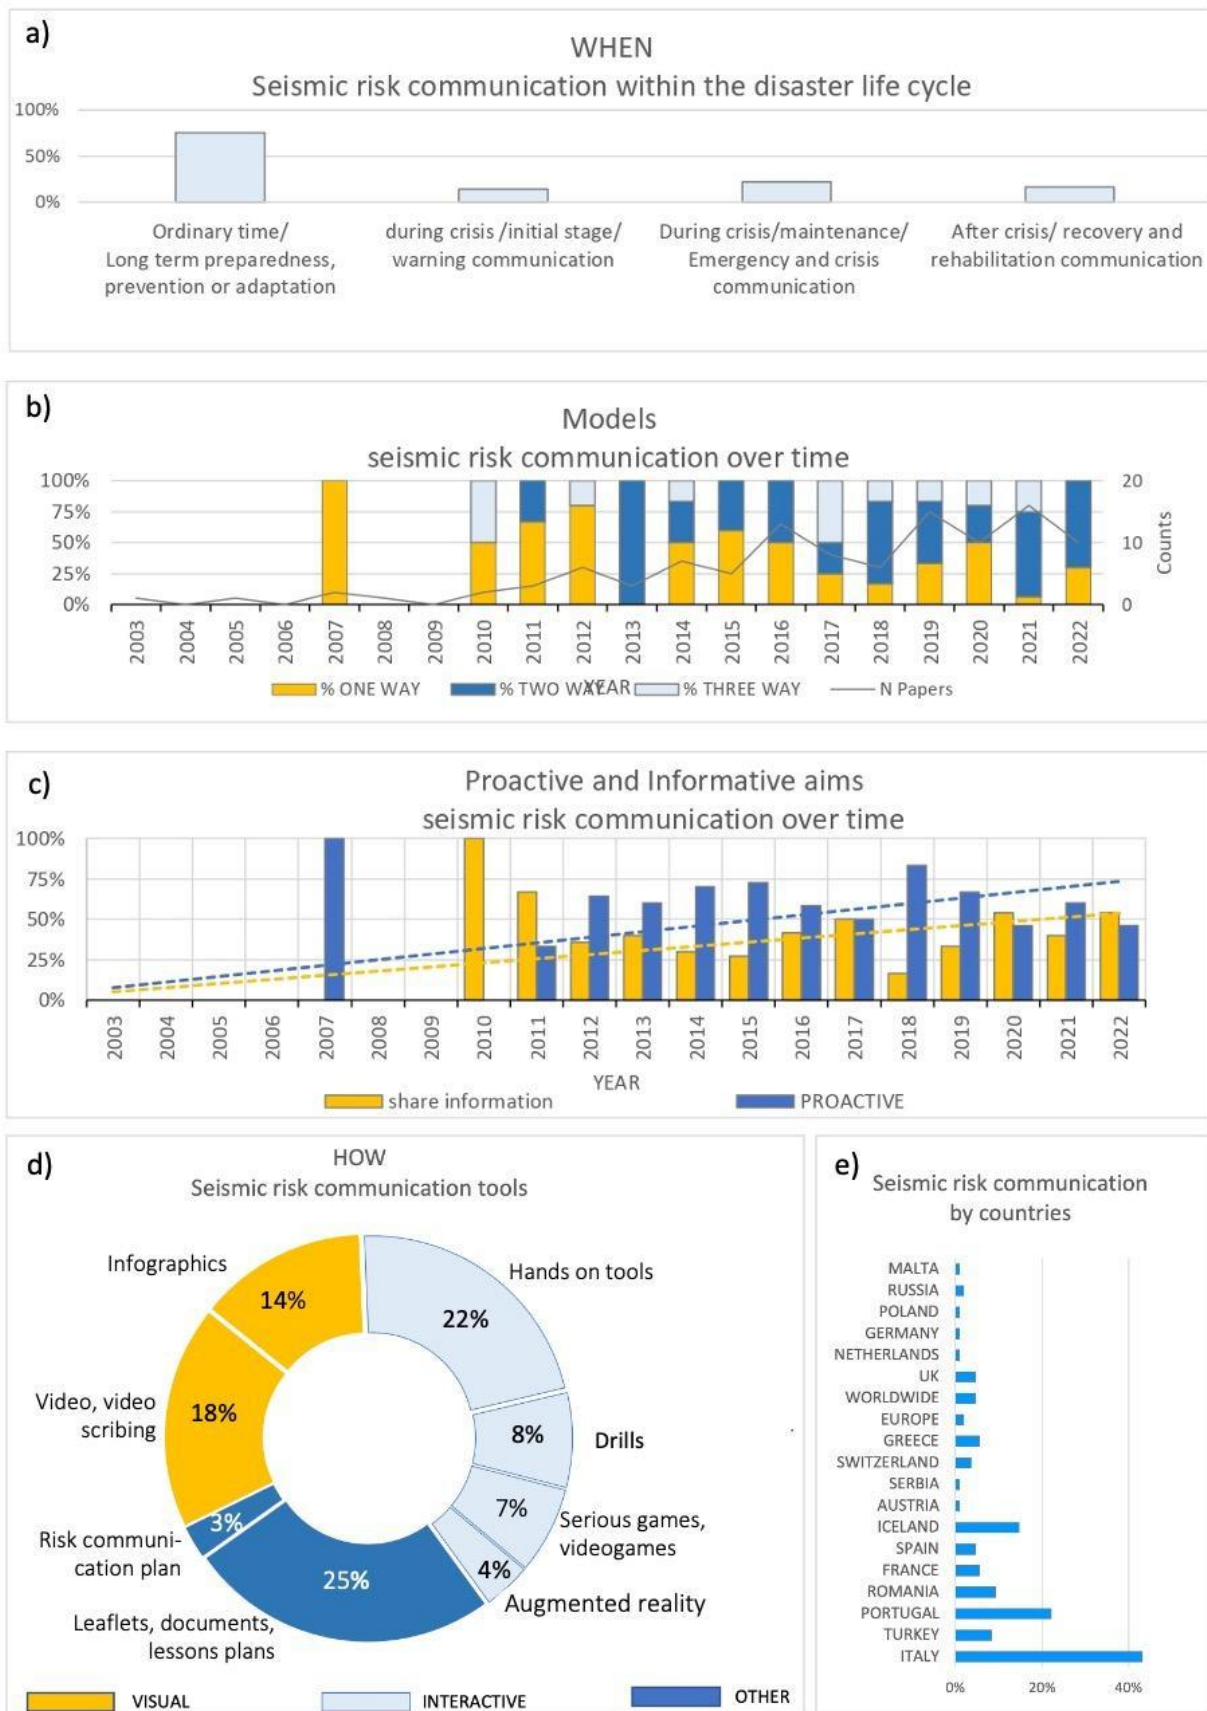 a)
WHEN
Seismic risk communication within the disaster life cycle
100%
50%
0%
Ordinary time/
Long term preparedness,
prevention or adaptation
during crisis /initial stage/
warning communication
During crisis/maintenance/
Emergency and crisis
communication
After crisis/ recovery and
rehabilitation communication
b)
Models
seismic risk communication over time
100%
75%
50%
25%
0%
20
10
0
Counts
2003
2004
2005
2006
2007
2008
2009
2010
2011
2012
2013
2014
2015
2016
2017
2018
2019
2020
2021
2022
YEAR
% ONE WAY
% TWO WAY
% THREE WAY
N Papers
c)
Proactive and Informative aims
seismic risk communication over time
100%
75%
50%
25%
0%
2003
2004
2005
2006
2007
2008
2009
2010
2011
2012
2013
2014
2015
2016
2017
2018
2019
2020
2021
2022
YEAR
share information
PROACTIVE
d)
HOW
Seismic risk communication tools
Infographics
14%
Hands on tools
22%
Video, video
scribing
18%
8%
Drills
7%
Serious games,
videogames
3%
Risk communi-
cation plan
25%
4%
Augmented reality
Leaflets, documents,
lessons plans
VISUAL
INTERACTIVE
OTHER
e)
Seismic risk communication
by countries
MALTA
RUSSIA
POLAND
GERMANY
NETHERLANDS
UK
WORLDWIDE
EUROPE
GREECE
SWITZERLAND
SERBIA
AUSTRIA
ICELAND
SPAIN
FRANCE
ROMANIA
PORTUGAL
TURKEY
ITALY
0%
20%
40%